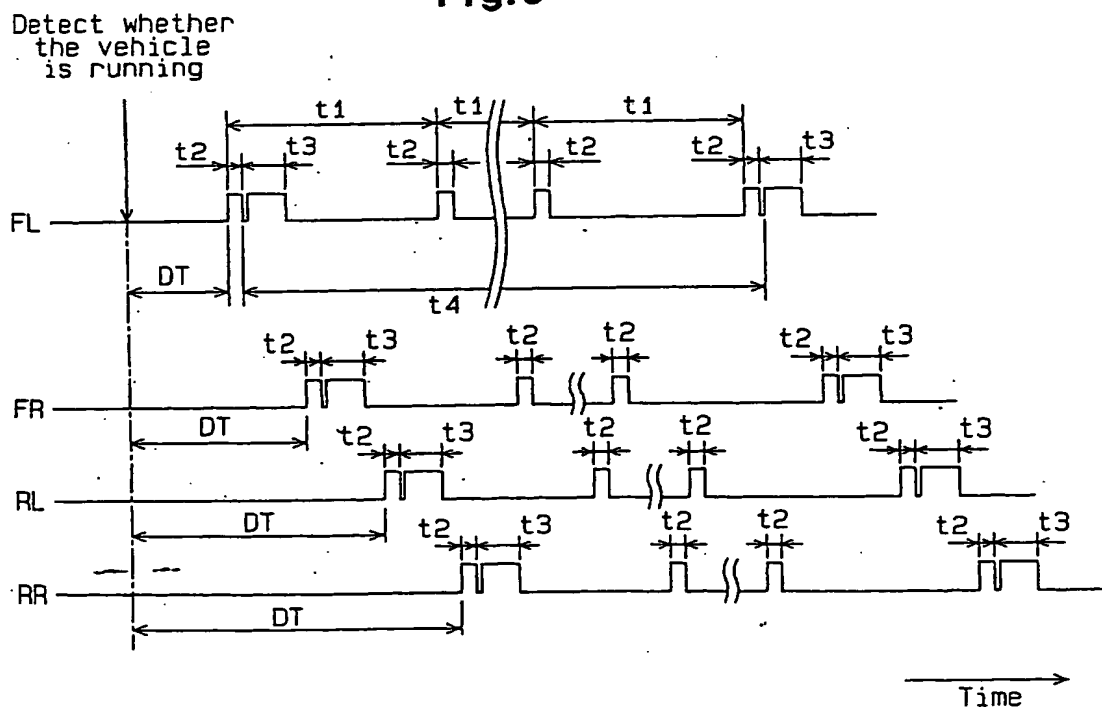 Detect whether
the vehicle
is running
t1 t1 t1
t2 t3 t2 t2 t2 t3
FL
DT
t4
t2 t3 t2 t2 t2 t3
FR
DT
t2 t3 t2 t2 t2 t3
RL
DT
t2 t3 t2 t2 t2 t3
RR
DT
Time